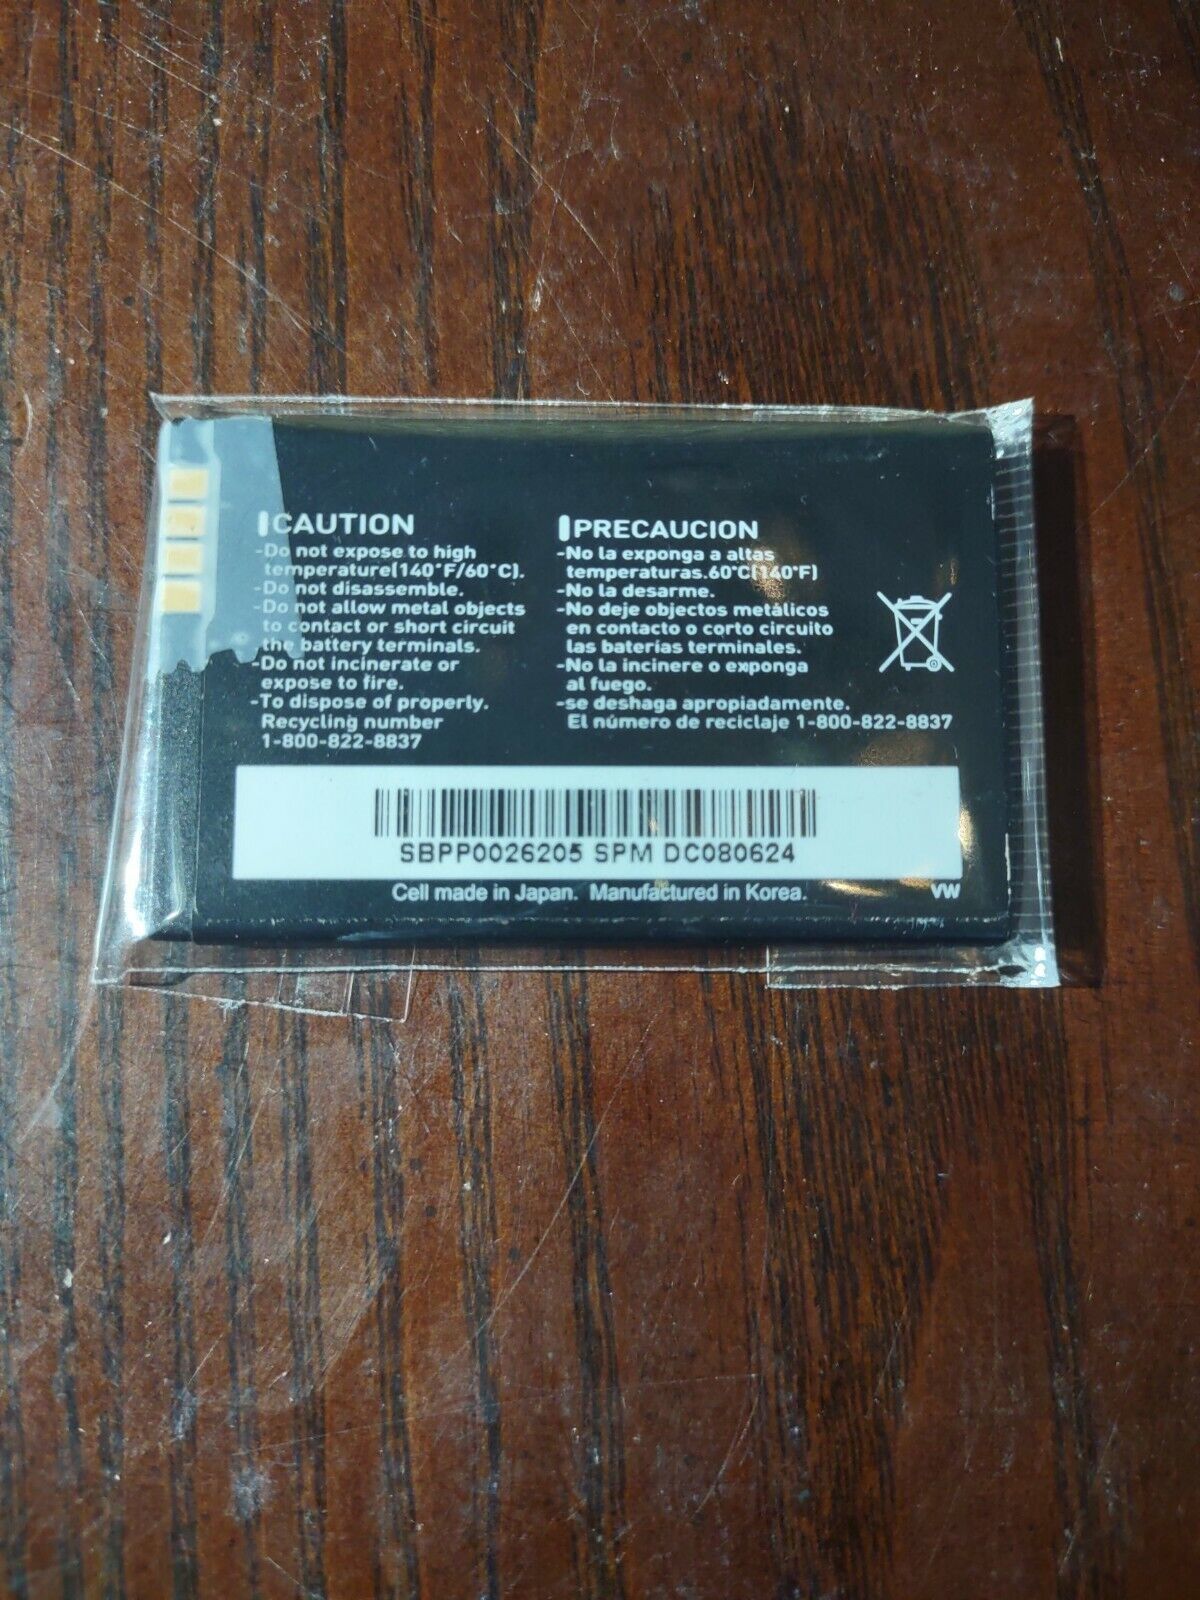 CAUTION
-Do not expose to high
temperature(140°F/60°C).
-Do not disassemble.
-Do not allow metal objects
to contact or short circuit
the battery terminals.
-Do not incinerate or
expose to fire.
-To dispose of properly.
Recycling number
1-800-822-8837
PRECAUCION
-No la exponga a altas
temperaturas.60°C(140°F)
-No la desarme.
-No deje objectos metálicos
en contacto o corto circuito
las baterías terminales.
-No la incinere o exponga
al fuego.
-se deshaga apropiadamente.
El número de reciclaje 1-800-822-8837
SBPP0026205 SPM DC080624
Cell made in Japan. Manufactured in Korea.
VW